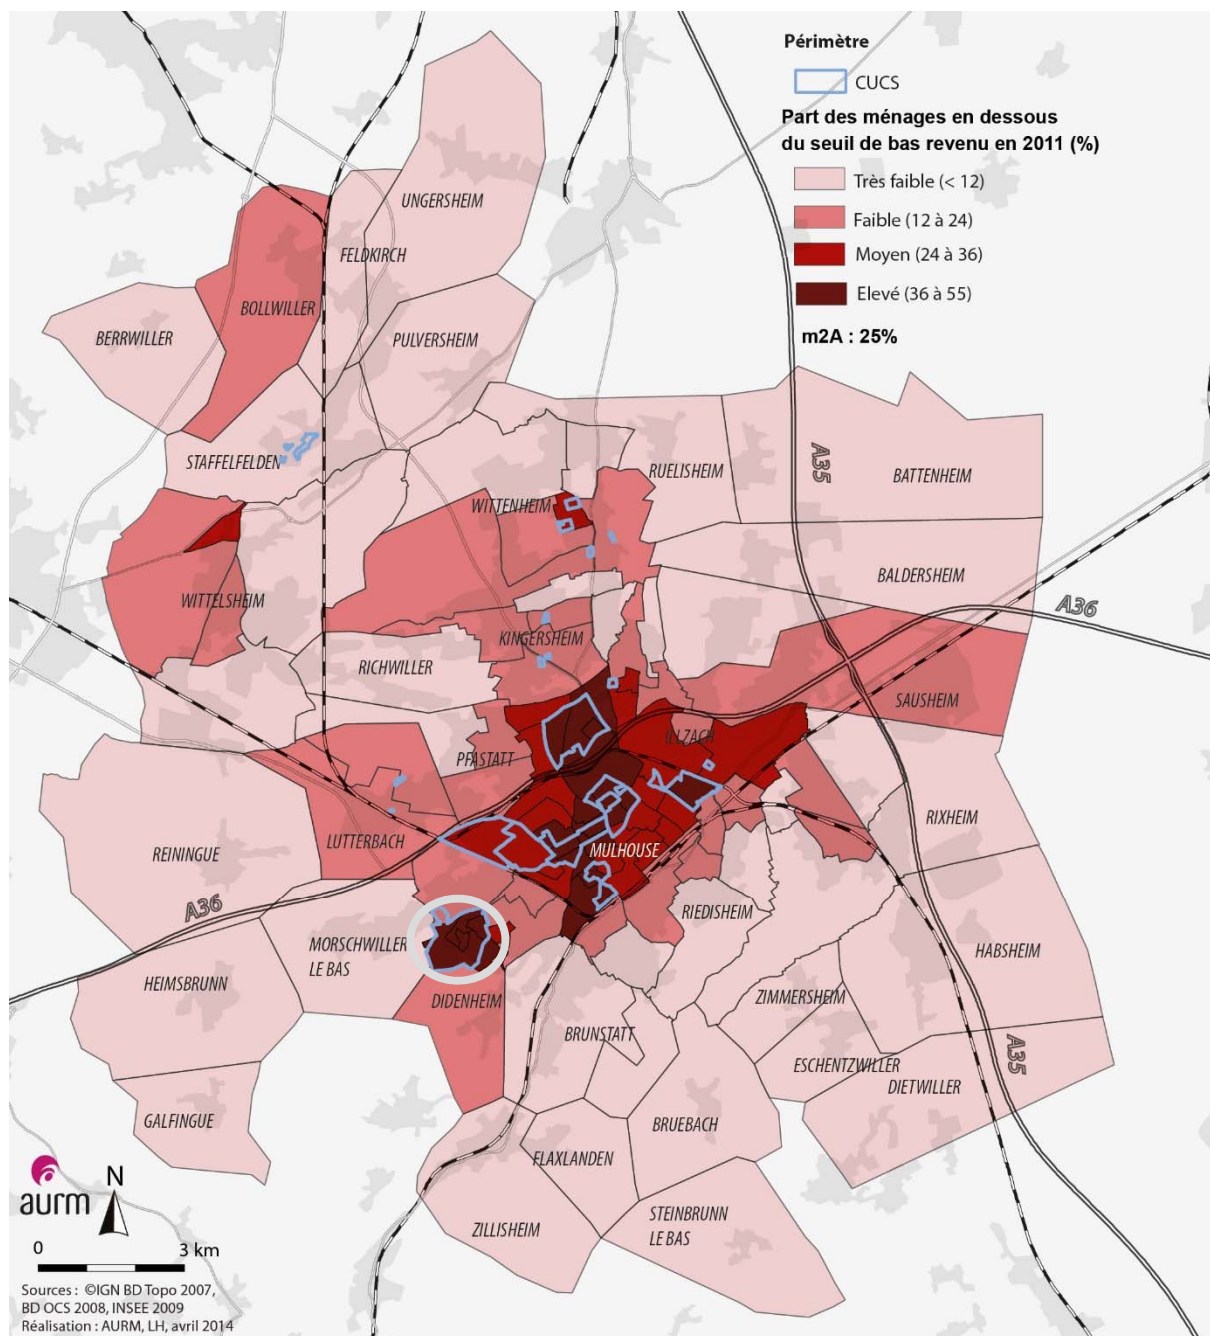 Périmètre
CUCS
Part des ménages en dessous
du seuil de bas revenu en 2011 (%)
Très faible (< 12)
Faible (12 à 24)
Moyen (24 à 36)
Elevé (36 à 55)
m2A : 25%
UNGERSHEIM
FELDKIRCH
BOLLWILLER
BERRWILLER
PULVERSHEIM
STAFFELFELDEN
RUELISHEIM
A35
BATTENHEIM
WITTENHEIM
BALDERSHEIM
WITTELSHEIM
A36
KINGERSHEIM
RICHWILLER
SAUSHEIM
ILLZACH
PFASTATT
RIXHEIM
LUTTERBACH
REININGUE
MULHOUSE
A36
RIEDISHEIM
MORSCHWILLER
LE BAS
HABSHEIM
HEIMSBRUNN
DIDENHEIM
ZIMMERSHEIM
BRUNSTATT
A35
ESCHENTZWILLER
DIETWILLER
GALFINGUE
BRUEBACH
FLAXLANDEN
STEINBRUNN
LE BAS
ZILLISHEIM
aurm
N
0 3 km
Sources : ©IGN BD Topo 2007,
BD OCS 2008, INSEE 2009
Réalisation : AURM, LH, avril 2014